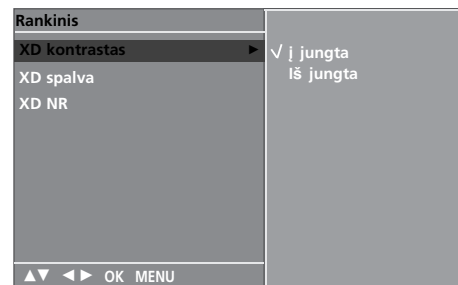 Rankinis
XD kontrastas ►
XD spalva
XD NR
√ į jungta
Iš jungta
▲▼ ◄► OK MENU